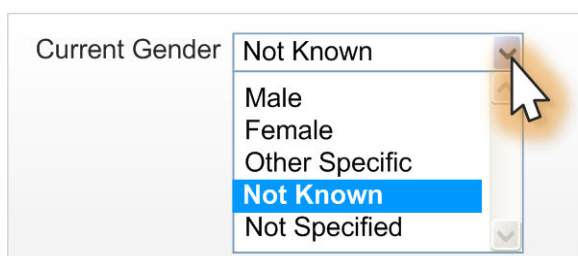 Current Gender Not Known
Male
Female
Other Specific
Not Known
Not Specified